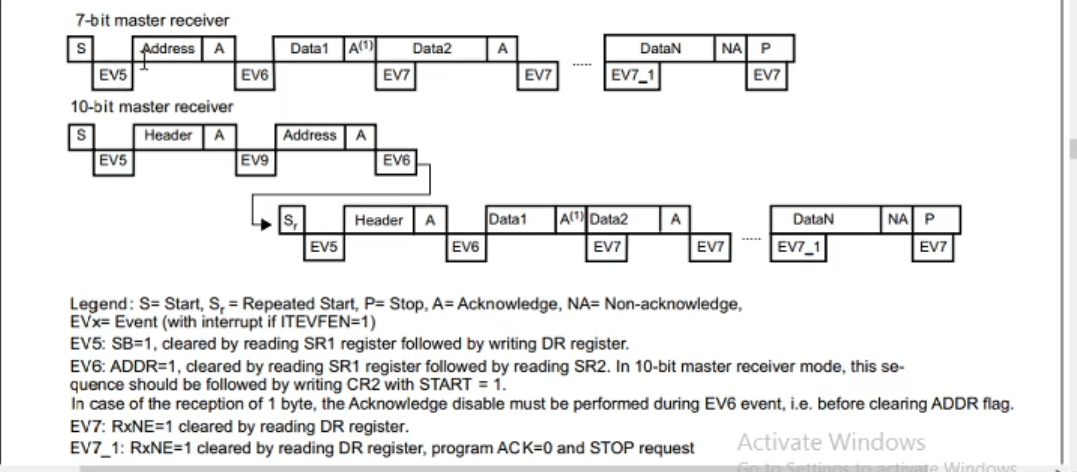 7-bit master receiver
S Address A Data1 A(1) Data2 A ..... DataN NA P
EV5 EV6 EV7 EV7 EV7_1 EV7
10-bit master receiver
S Header A Address A
EV5 EV9 EV6
Sr Header A Data1 A(1) Data2 A ..... DataN NA P
EV5 EV6 EV7 EV7 EV7_1 EV7
Legend: S= Start, Sr = Repeated Start, P= Stop, A= Acknowledge, NA= Non-acknowledge,
EVx= Event (with interrupt if ITEVFEN=1)
EV5: SB=1, cleared by reading SR1 register followed by writing DR register.
EV6: ADDR=1, cleared by reading SR1 register followed by reading SR2. In 10-bit master receiver mode, this se-
quence should be followed by writing CR2 with START = 1.
In case of the reception of 1 byte, the Acknowledge disable must be performed during EV6 event, i.e. before clearing ADDR flag.
EV7: RxNE=1 cleared by reading DR register.
EV7_1: RxNE=1 cleared by reading DR register, program ACK=0 and STOP request
Activate Windows
Go to Settings to activate Windows